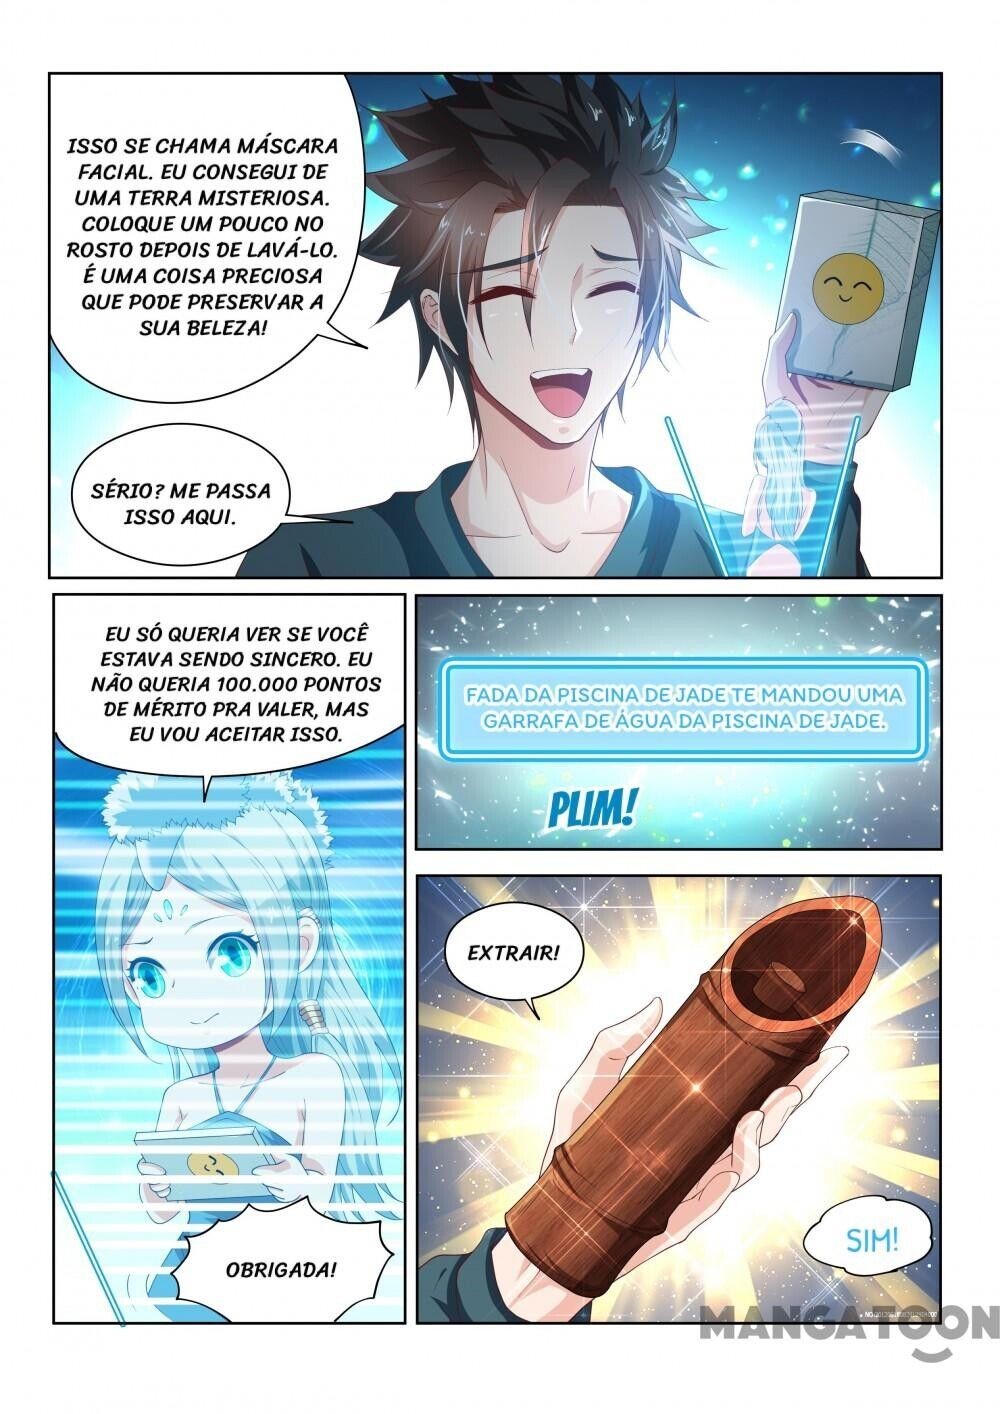 ISSO SE CHAMA MÁSCARA
FACIAL. EU CONSEGUI DE
UMA TERRA MISTERIOSA.
COLOQUE UM POUCO NO
ROSTO DEPOIS DE LAVÁ-LO.
É UMA COISA PRECIOSA
QUE PODE PRESERVAR A
SUA BELEZA!
SÉRIO? ME PASSA
ISSO AQUI.
EU SÓ QUERIA VER SE VOCÊ
ESTAVA SENDO SINCERO. EU
NÃO QUERIA 100.000 PONTOS
DE MÉRITO PRA VALER, MAS
EU VOU ACEITAR ISSO.
OBRIGADA!
FADA DA PISCINA DE JADE TE MANDOU UMA
GARRAFA DE ÁGUA DA PISCINA DE JADE.
PLIM!
EXTRAIR!
SIM!
MANGATOON